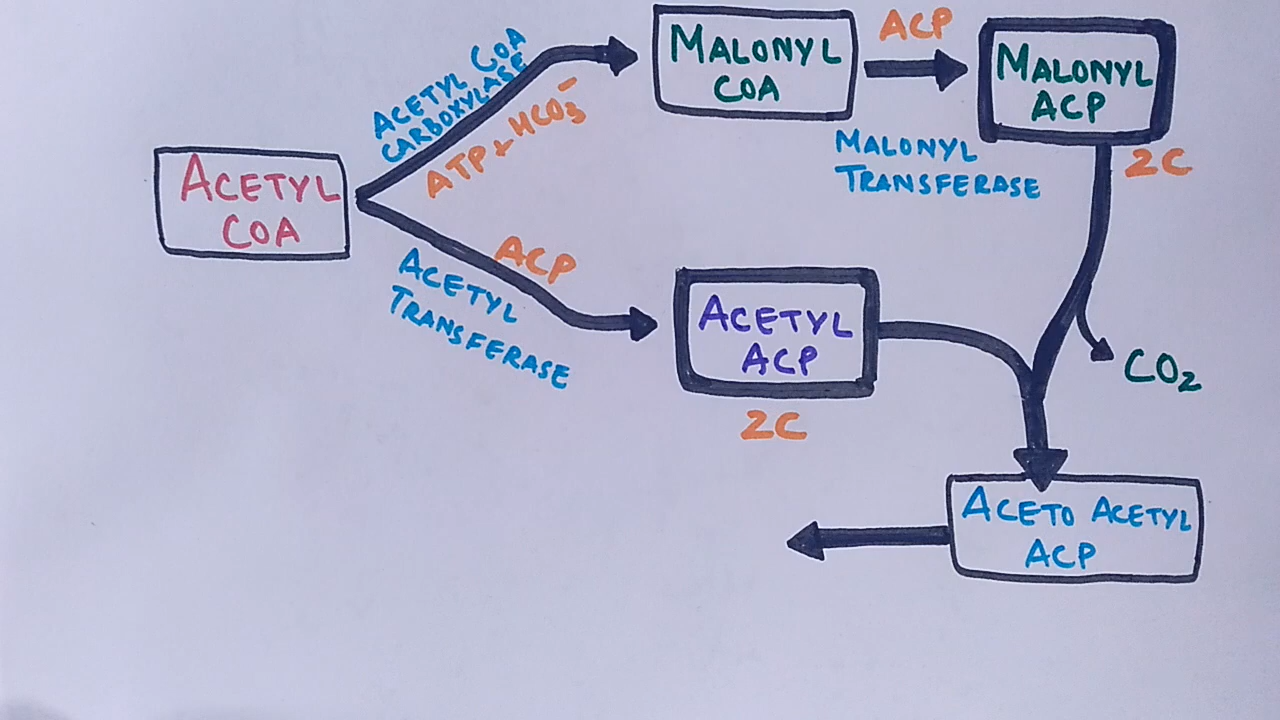 ACETYL
COA
ACETYL COA
CARBOXYLASE
ATP + HCO3⁻
MALONYL
COA
ACP
MALONYL
TRANSFERASE
MALONYL
ACP
2C
ACP
ACETYL
TRANSFERASE
ACETYL
ACP
2C
CO2
ACETO ACETYL
ACP